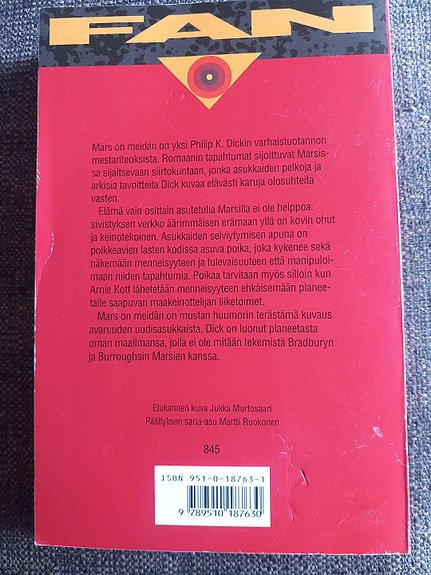 FAN
Mars on meidän on yksi Philip K. Dickin varhaistuotannon
mestariteoksista. Romaanin tapahtumat sijoittuvat Marsis-
sa sijaitsevaan siirtokuntaan, jonka asukkaiden pelkoja ja
arkisia tavoitteita Dick kuvaa elävästi karuja olosuhteita
vasten.
Elämä vain osittain asutetulla Marsilla ei ole helppoa:
sivistyksen verkko äärimmäisen erämaan yllä on kovin ohut
ja keinotekoinen. Asukkaiden selviytymisen apuna on
poikkeavien lasten kodissa asuva poika, joka kykenee sekä
näkemään menneisyyteen ja tulevaisuuteen että manipuloi-
maan niiden tapahtumia. Poikaa tarvitaan myös silloin kun
Arnie Kott lähetetään menneisyyteen ehkäisemään planee-
talle saapuvan maakeinottelijan liiketoimet.
Mars on meidän on mustan huumorin terästämä kuvaus
avaruuden uudisasukkaista. Dick on luonut planeetasta
oman maailmansa, jolla ei ole mitään tekemistä Bradburyn
ja Burroughsin Marsien kanssa.
Etukannen kuva Jukka Murtosaari
Päällyksen sana-asu Martti Ruokonen
845
ISBN 951-0-18763-1
9 789510 187630